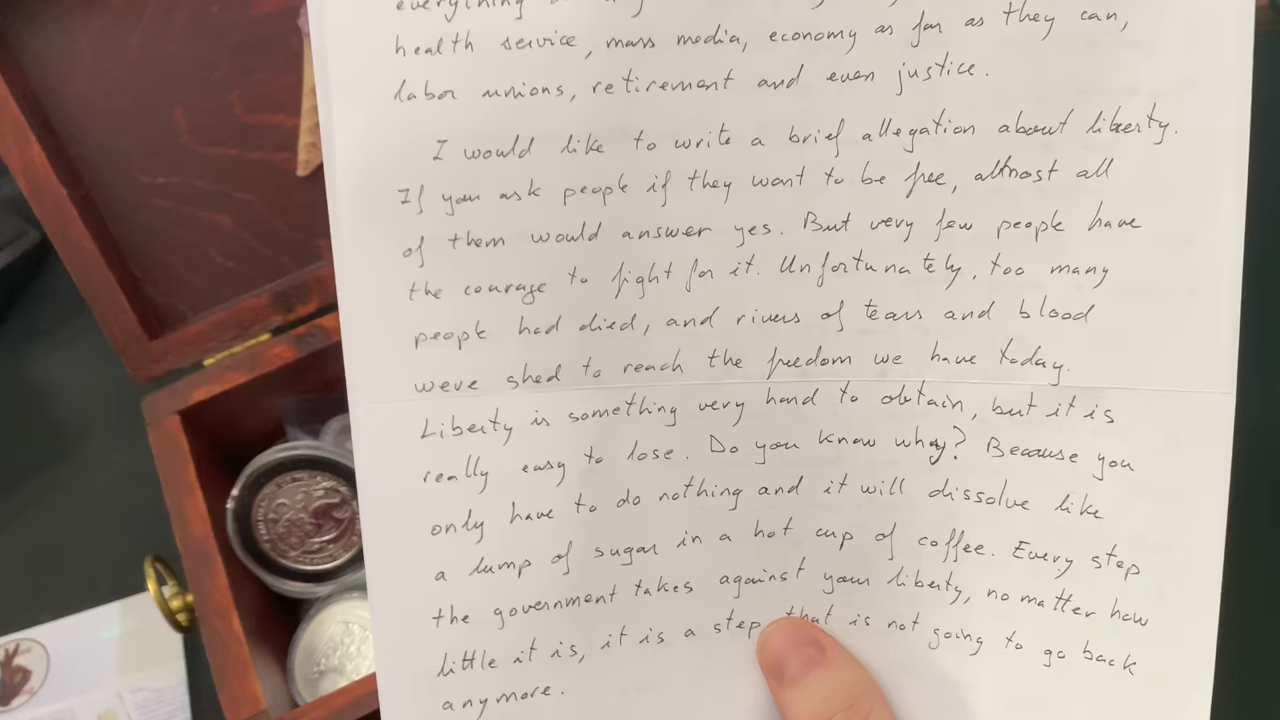 everything
health service, mass media, economy as far as they can,
labor unions, retirement and even justice.
I would like to write a brief allegation about liberty.
If you ask people if they want to be free, almost all
of them would answer yes. But very few people have
the courage to fight for it. Unfortunately, too many
people had died, and rivers of tears and blood
were shed to reach the freedom we have today.
Liberty is something very hard to obtain, but it is
really easy to lose. Do you know why? Because you
only have to do nothing and it will dissolve like
a lump of sugar in a hot cup of coffee. Every step
the government takes against your liberty, no matter how
little it is, it is a step that is not going to go back
anymore.